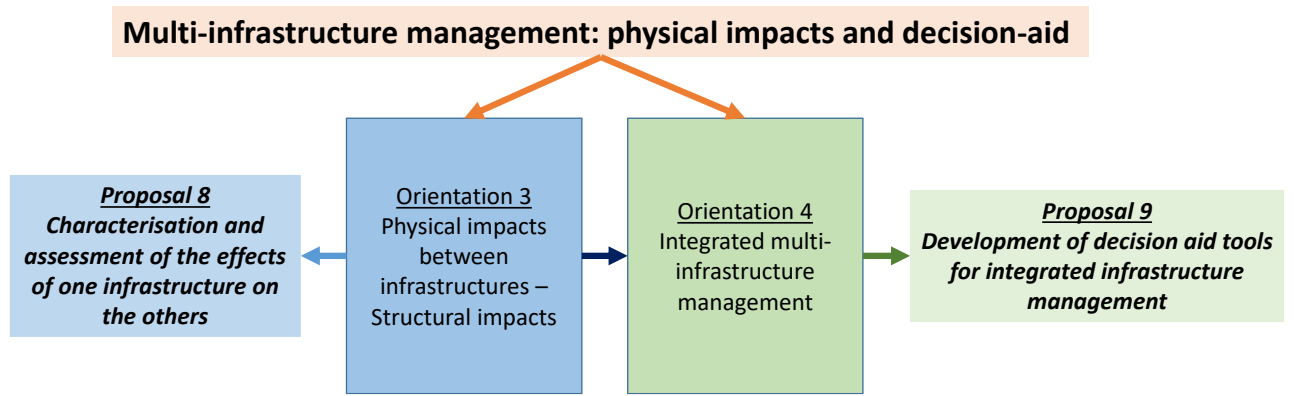 Multi-infrastructure management: physical impacts and decision-aid
Proposal 8
Characterisation and
assessment of the effects
of one infrastructure on
the others
Orientation 3
Physical impacts
between
infrastructures –
Structural impacts
Orientation 4
Integrated multi-
infrastructure
management
Proposal 9
Development of decision aid tools
for integrated infrastructure
management